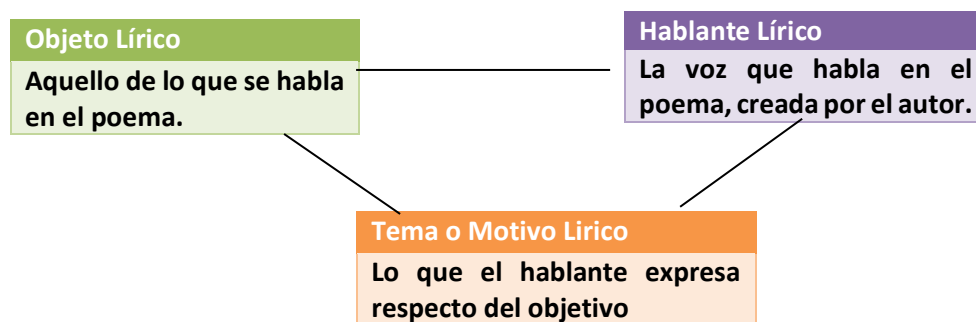 Objeto Lírico
Aquello de lo que se habla
en el poema.
Hablante Lírico
La voz que habla en el
poema, creada por el autor.
Tema o Motivo Lirico
Lo que el hablante expresa
respecto del objetivo